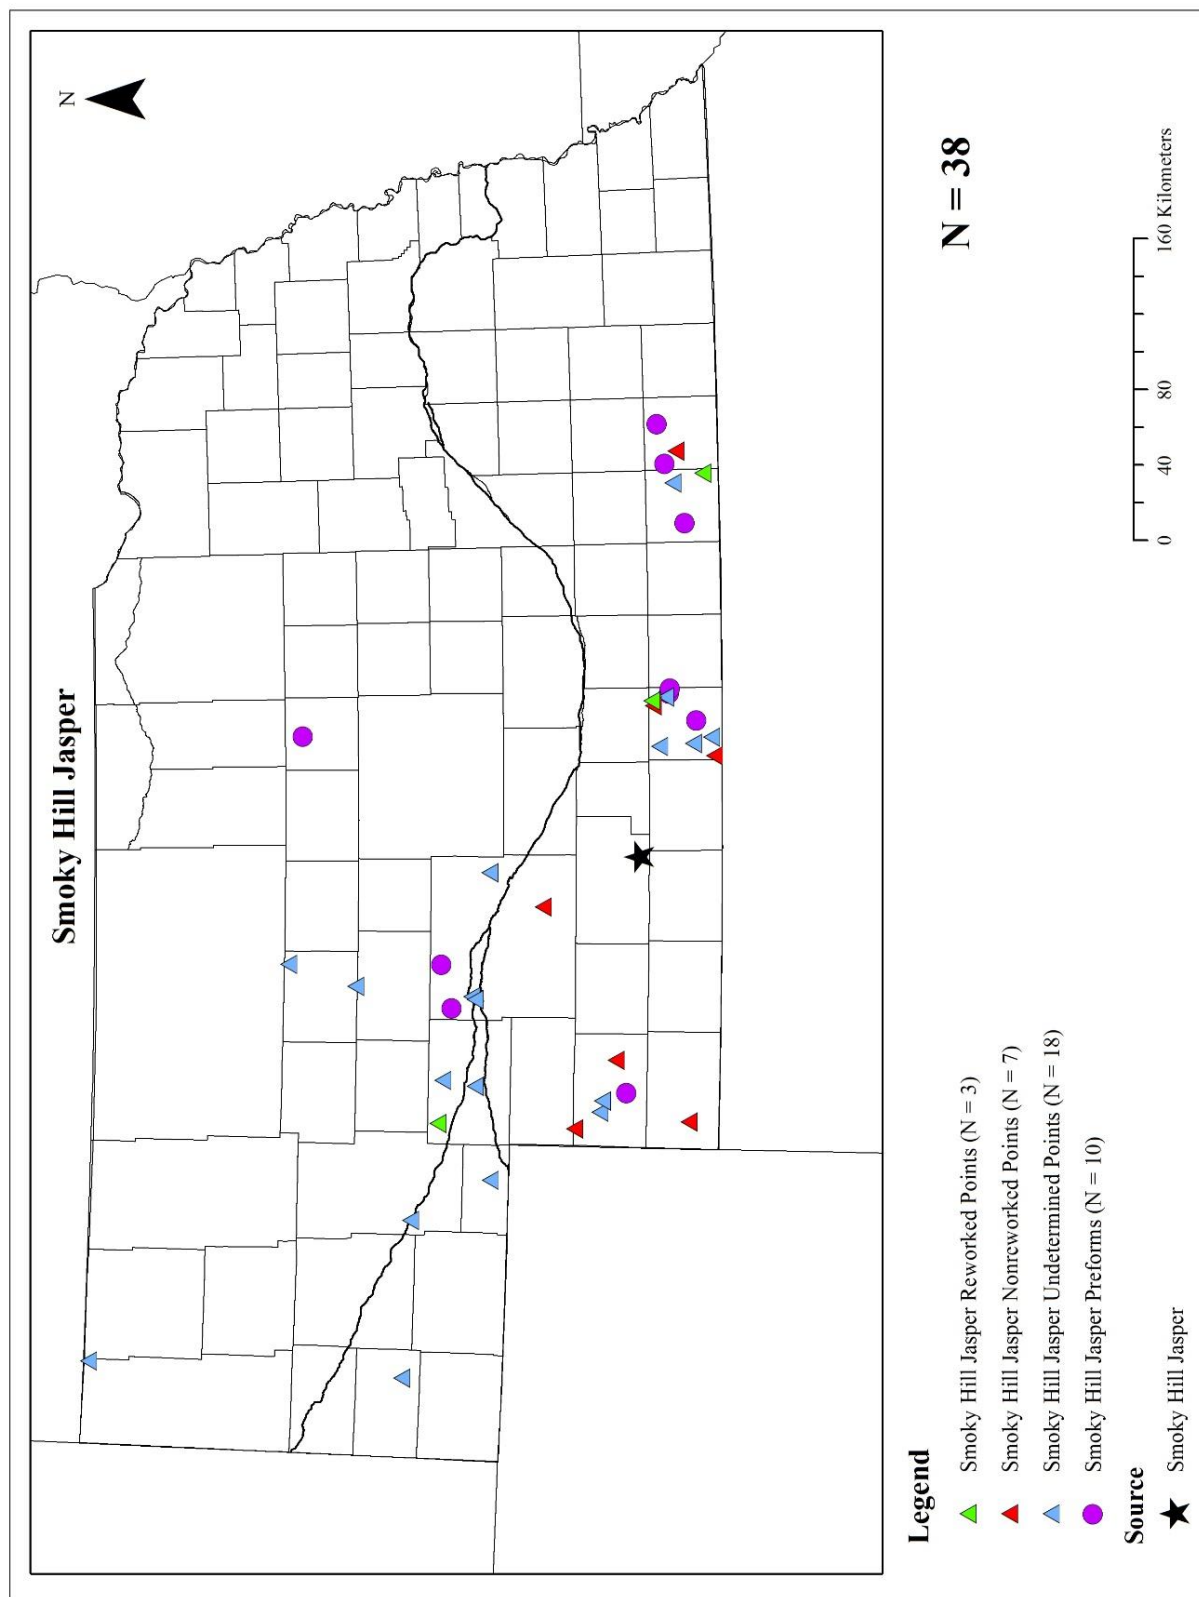 Smoky Hill Jasper
N
Legend
Smoky Hill Jasper Reworked Points (N = 3)
Smoky Hill Jasper Nonreworked Points (N = 7)
Smoky Hill Jasper Undetermined Points (N = 18)
Smoky Hill Jasper Preforms (N = 10)
Source
Smoky Hill Jasper
N = 38
0 40 80 160 Kilometers